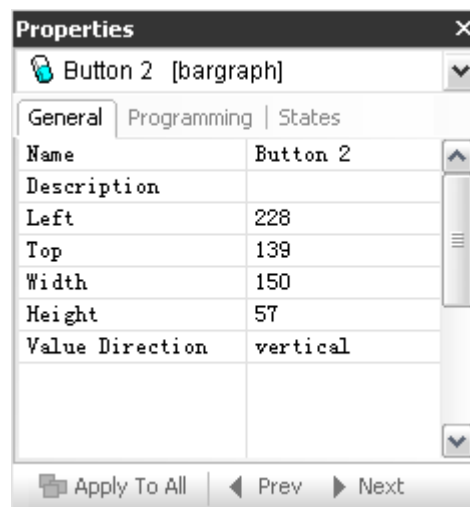 Properties
Button 2 [bargraph]
General Programming | States
Name Button 2
Description
Left 228
Top 139
Width 150
Height 57
Value Direction vertical
Apply To All Prev Next